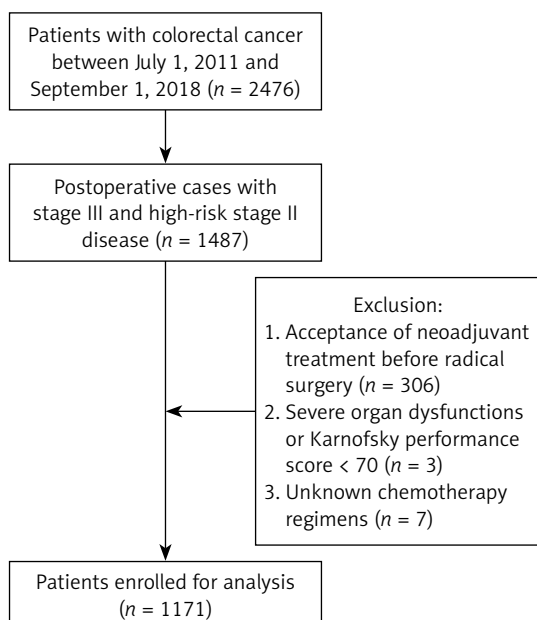 Patients with colorectal cancer
between July 1, 2011 and
September 1, 2018 (n = 2476)
Postoperative cases with
stage III and high-risk stage II
disease (n = 1487)
Exclusion:
1. Acceptance of neoadjuvant
treatment before radical
surgery (n = 306)
2. Severe organ dysfunctions
or Karnofsky performance
score < 70 (n = 3)
3. Unknown chemotherapy
regimens (n = 7)
Patients enrolled for analysis
(n = 1171)